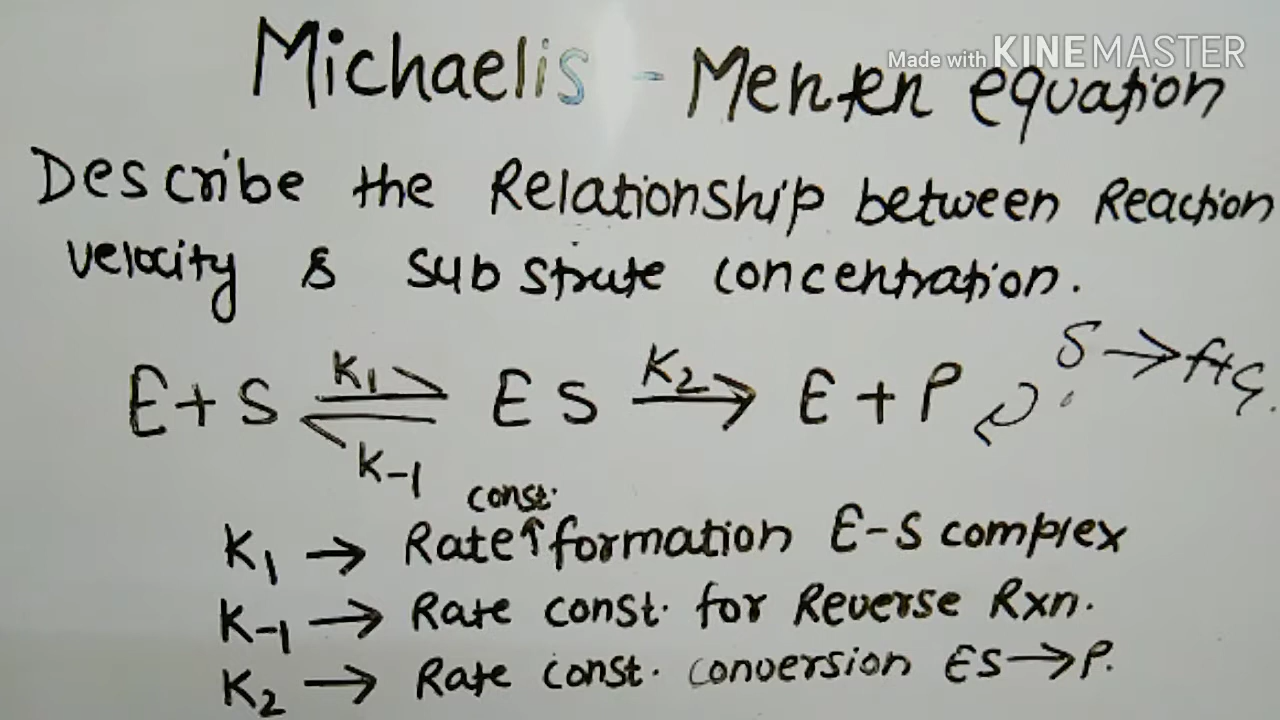 Made with KINEMASTER
Michaelis - Menten equation
Describe the Relationship between Reaction
velocity & substrate concentration.
E + S ⇌ ES → E + P
K1
K-1
K2
S →
const.
K1 → Rate ↑ formation E-S complex
K-1 → Rate const. for Reverse Rxn.
K2 → Rate const. conversion ES → P.